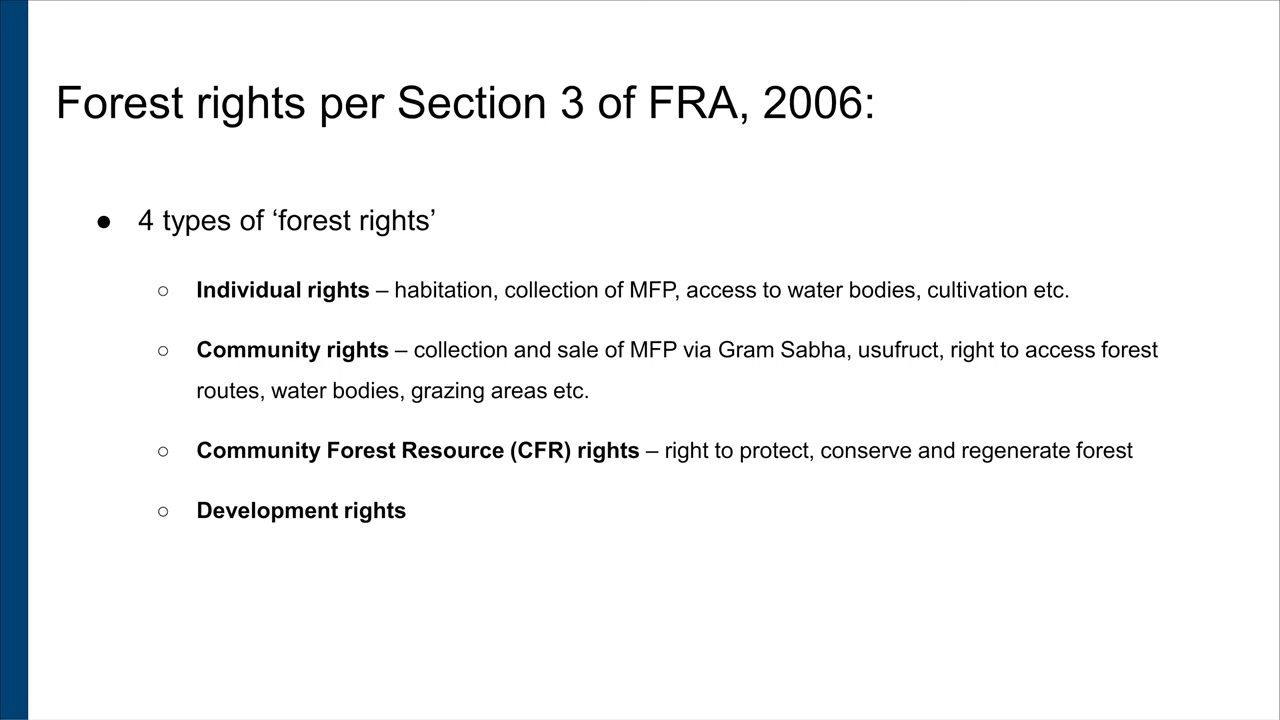 Forest rights per Section 3 of FRA, 2006:
● 4 types of ‘forest rights’
○ Individual rights – habitation, collection of MFP, access to water bodies, cultivation etc.
○ Community rights – collection and sale of MFP via Gram Sabha, usufruct, right to access forest
routes, water bodies, grazing areas etc.
○ Community Forest Resource (CFR) rights – right to protect, conserve and regenerate forest
○ Development rights